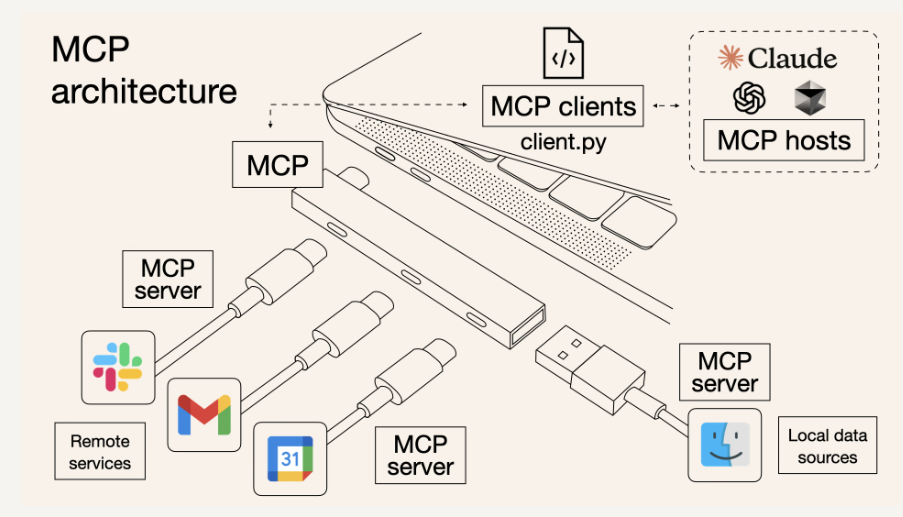 MCP
architecture
MCP clients
client.py
Claude
MCP hosts
MCP
MCP
server
Remote
services
31
MCP
server
MCP
server
Local data
sources